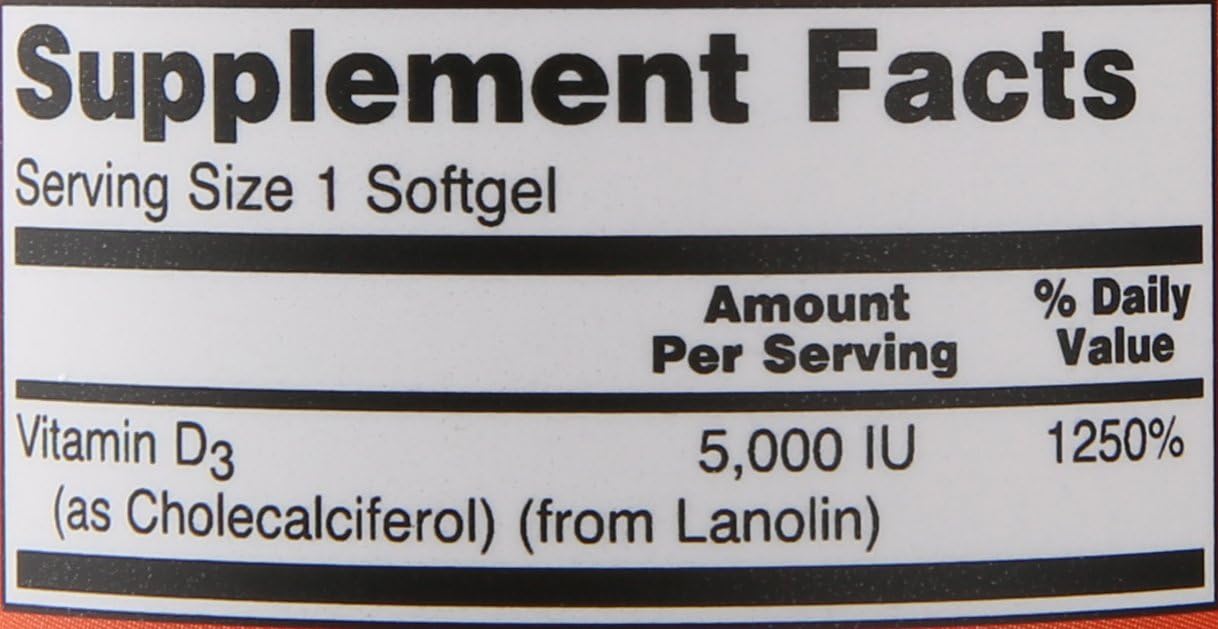 Supplement Facts
Serving Size 1 Softgel
Amount Per Serving
% Daily Value
Vitamin D3 5,000 IU 1250%
(as Cholecalciferol) (from Lanolin)